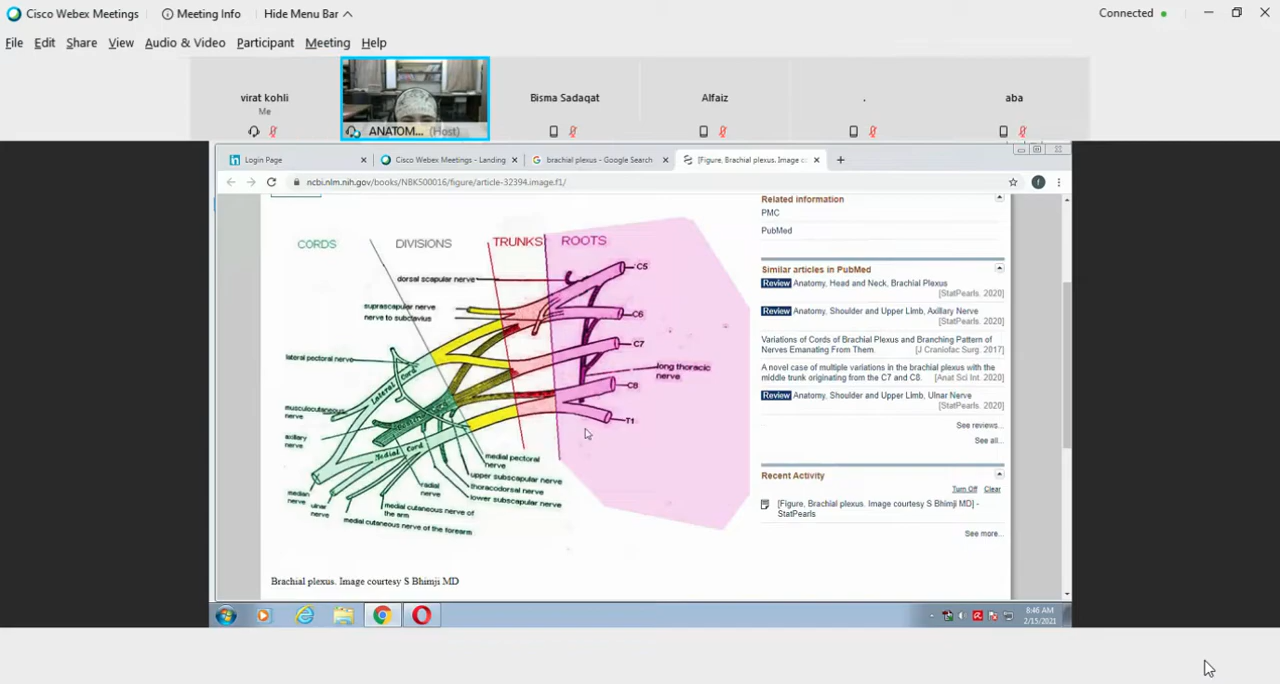 Cisco Webex Meetings
Meeting Info
Hide Menu Bar
Connected
File Edit Share View Audio & Video Participant Meeting Help
virat kohli
Me
ANATOM... (Host)
Bisma Sadaqat
Alfaiz
.
aba
Login Page
Cisco Webex Meetings - Landing
brachial plexus - Google Search
[Figure, Brachial plexus. Image c
ncbi.nlm.nih.gov/books/NBK500016/figure/article-32394.image.f1/
CORDS
DIVISIONS
TRUNKS
ROOTS
dorsal scapular nerve
C5
suprascapular nerve
nerve to subclavius
C6
C7
lateral pectoral nerve
long thoracic
nerve
C8
T1
Lateral Cord
musculocutaneous
nerve
axillary
nerve
Medial Cord
medial pectoral
nerve
upper subscapular nerve
thoracodorsal nerve
lower subscapular nerve
radial
nerve
median
nerve
ulnar
nerve
medial cutaneous nerve of
the arm
medial cutaneous nerve of the forearm
Brachial plexus. Image courtesy S Bhimji MD
Related information
PMC
PubMed
Similar articles in PubMed
Review Anatomy, Head and Neck, Brachial Plexus
[StatPearls. 2020]
Review Anatomy, Shoulder and Upper Limb, Axillary Nerve
[StatPearls. 2020]
Variations of Cords of Brachial Plexus and Branching Pattern of
Nerves Emanating From Them. [J Craniofac Surg. 2017]
A novel case of multiple variations in the brachial plexus with the
middle trunk originating from the C7 and C8. [Anat Sci Int. 2020]
Review Anatomy, Shoulder and Upper Limb, Ulnar Nerve
[StatPearls. 2020]
See reviews...
See all...
Recent Activity
Turn Off Clear
[Figure, Brachial plexus. Image courtesy S Bhimji MD] -
StatPearls
See more...
8:46 AM
2/15/2021